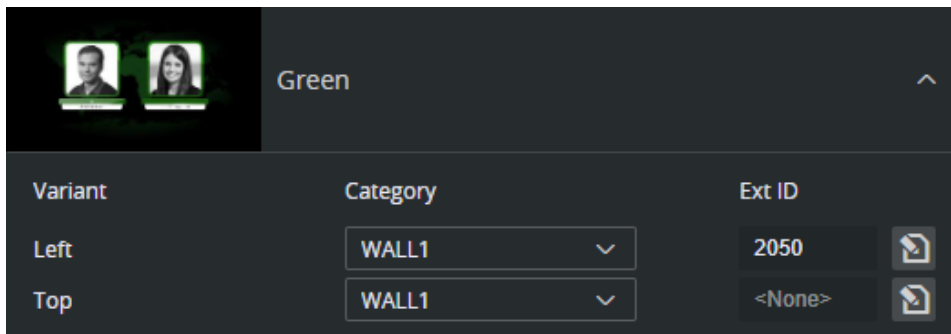 Green
Variant Category Ext ID
Left WALL1 2050
Top WALL1 <None>